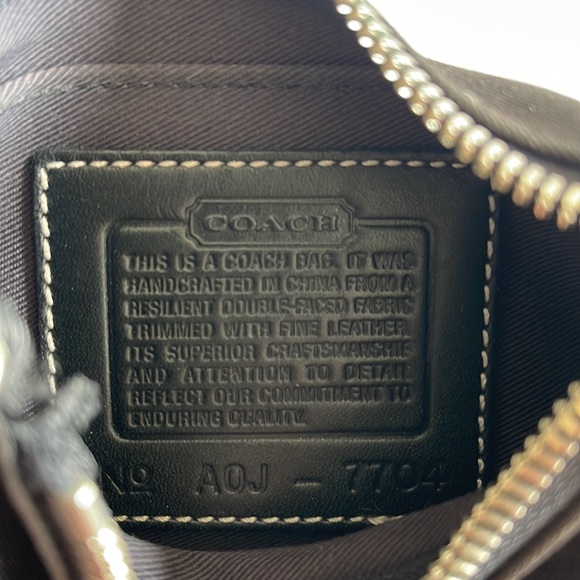 COACH
THIS IS A COACH BAG. IT WAS
HANDCRAFTED IN CHINA FROM A
RESILIENT DOUBLE-FACED FABRIC
TRIMMED WITH FINE LEATHER.
ITS SUPERIOR CRAFTSMANSHIP
AND ATTENTION TO DETAIL
REFLECT OUR COMMITMENT TO
ENDURING QUALITY.
No A0J - 7704